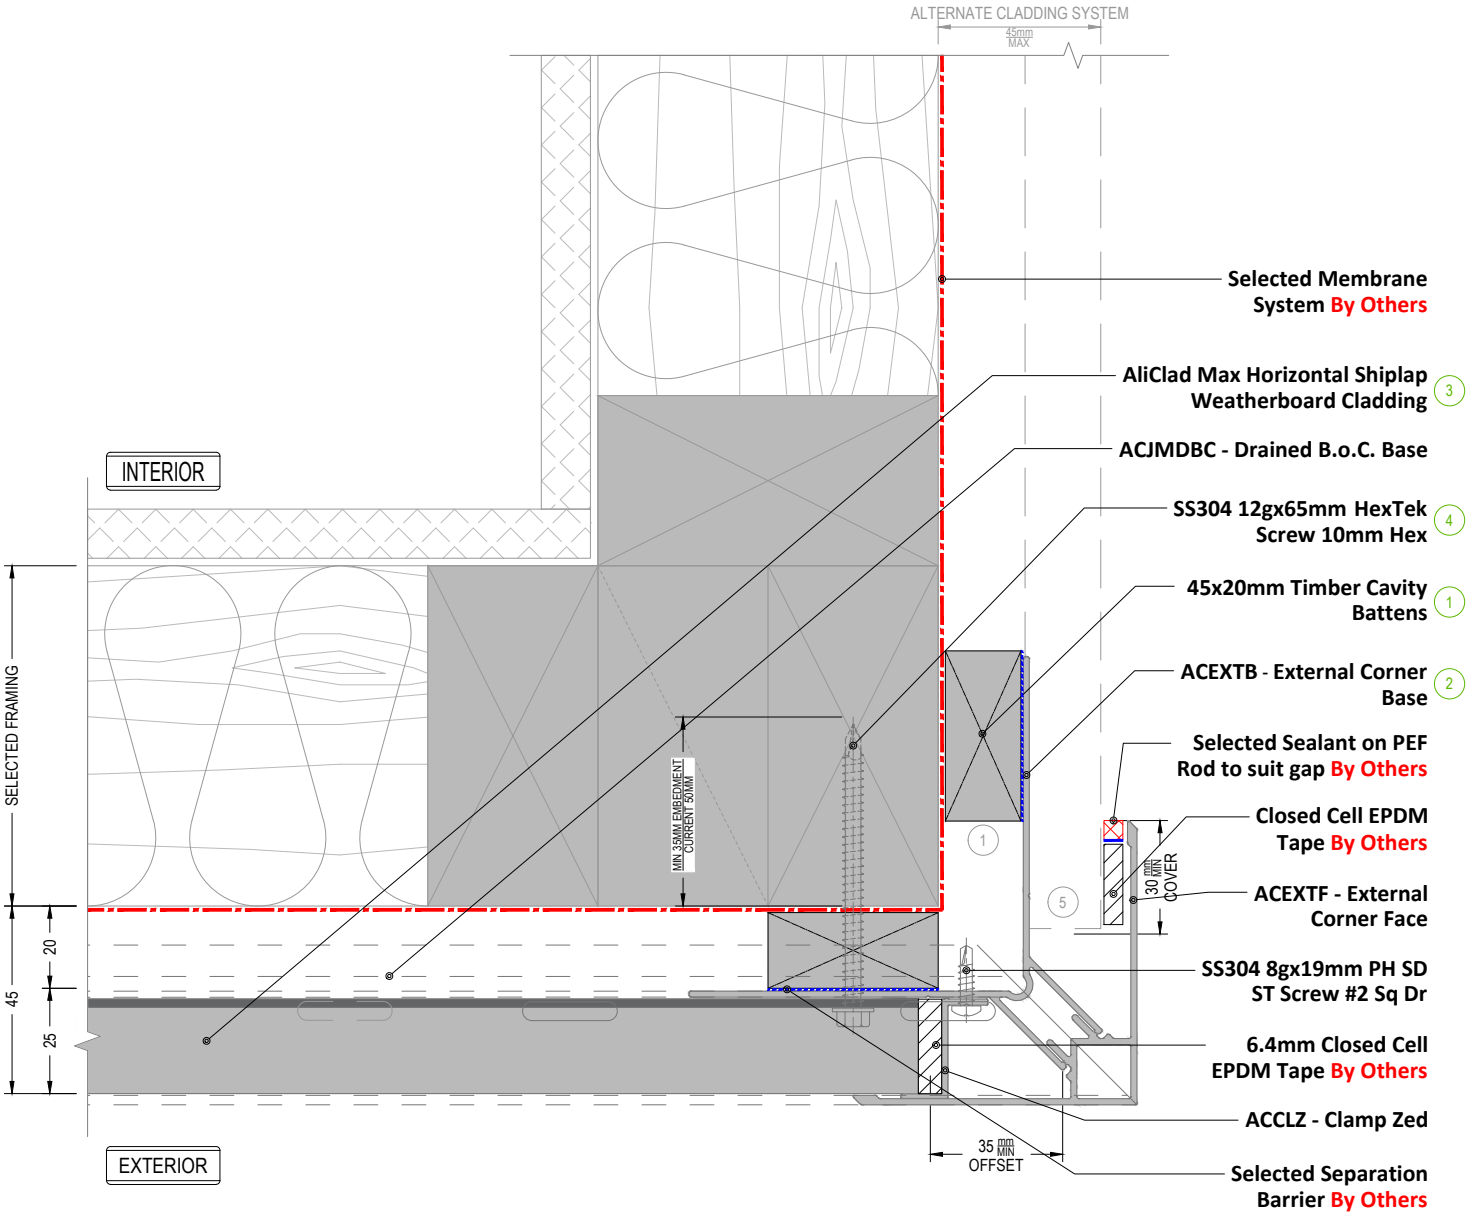 ALTERNATE CLADDING SYSTEM
45mm
MAX
Selected Membrane
System By Others
AliClad Max Horizontal Shiplap
Weatherboard Cladding
3
ACJMDBC - Drained B.o.C. Base
INTERIOR
SS304 12gx65mm HexTek
Screw 10mm Hex
4
45x20mm Timber Cavity
Battens
1
ACEXTB - External Corner
Base
2
SELECTED FRAMING
Selected Sealant on PEF
Rod to suit gap By Others
MIN 35MM EMBEDMENT
CURRENT 50MM
Closed Cell EPDM
Tape By Others
1
30 mm MIN
COVER
5
ACEXTF - External
Corner Face
20
SS304 8gx19mm PH SD
ST Screw #2 Sq Dr
45
25
6.4mm Closed Cell
EPDM Tape By Others
ACCLZ - Clamp Zed
35 mm MIN
OFFSET
EXTERIOR
Selected Separation
Barrier By Others